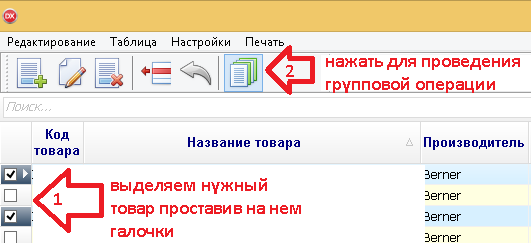 DX
Редактирование Таблица Настройки Печать
2 нажать для проведения
групповой операции
Поиск...
Код
товара
Название товара
Производитель
Berner
1 выделяем нужный
Berner
товар проставив на нем
Berner
галочки
Berner